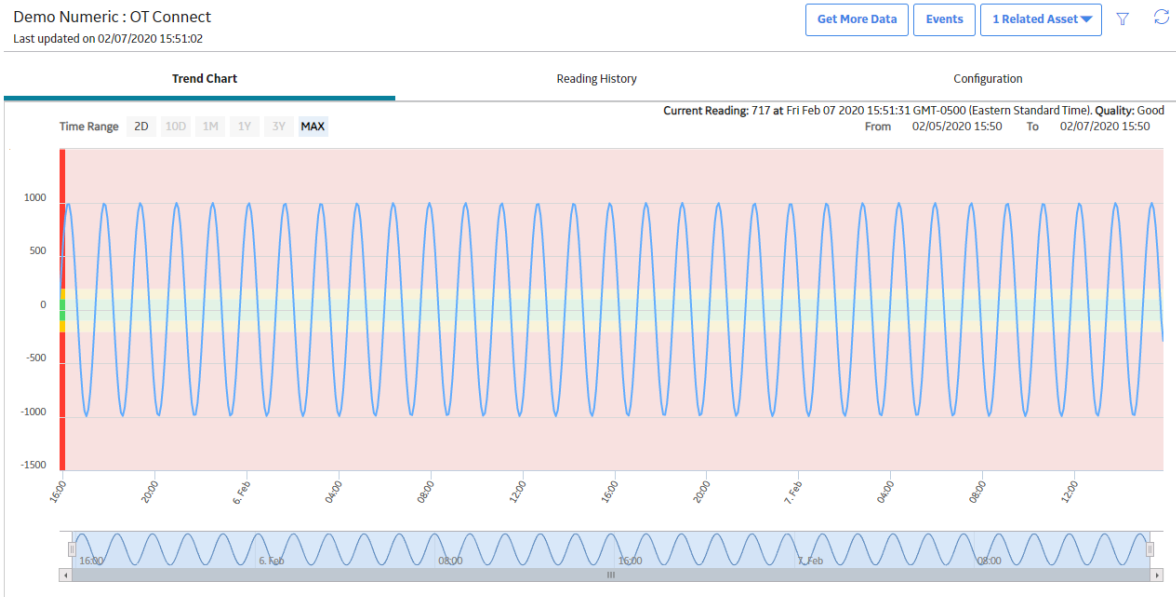 Demo Numeric : OT Connect
Get More Data Events 1 Related Asset
Last updated on 02/07/2020 15:51:02
Trend Chart Reading History Configuration
Current Reading: 717 at Fri Feb 07 2020 15:51:31 GMT-0500 (Eastern Standard Time). Quality: Good
Time Range 2D 10D 1M 1Y 3Y MAX
From 02/05/2020 15:50 To 02/07/2020 15:50
1000
500
0
-500
-1000
-1500
16:00 20:00 6. Feb 04:00 08:00 12:00 16:00 20:00 7. Feb 04:00 08:00 12:00
16:00 6. Feb 08:00 16:00 7. Feb 08:00